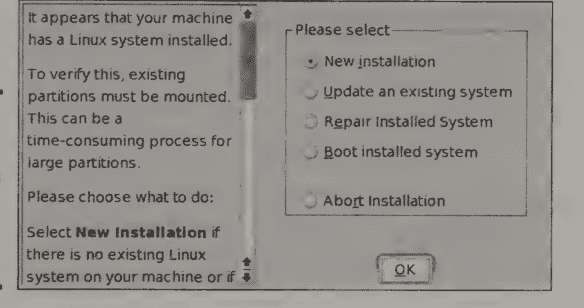 It appears that your machine
has a Linux system installed.
To verify this, existing
partitions must be mounted.
This can be a
time-consuming process for
large partitions.
Please choose what to do:
Select New Installation if
there is no existing Linux
system on your machine or if
Please select
New installation
Update an existing system
Repair Installed System
Boot installed system
Abort Installation
OK